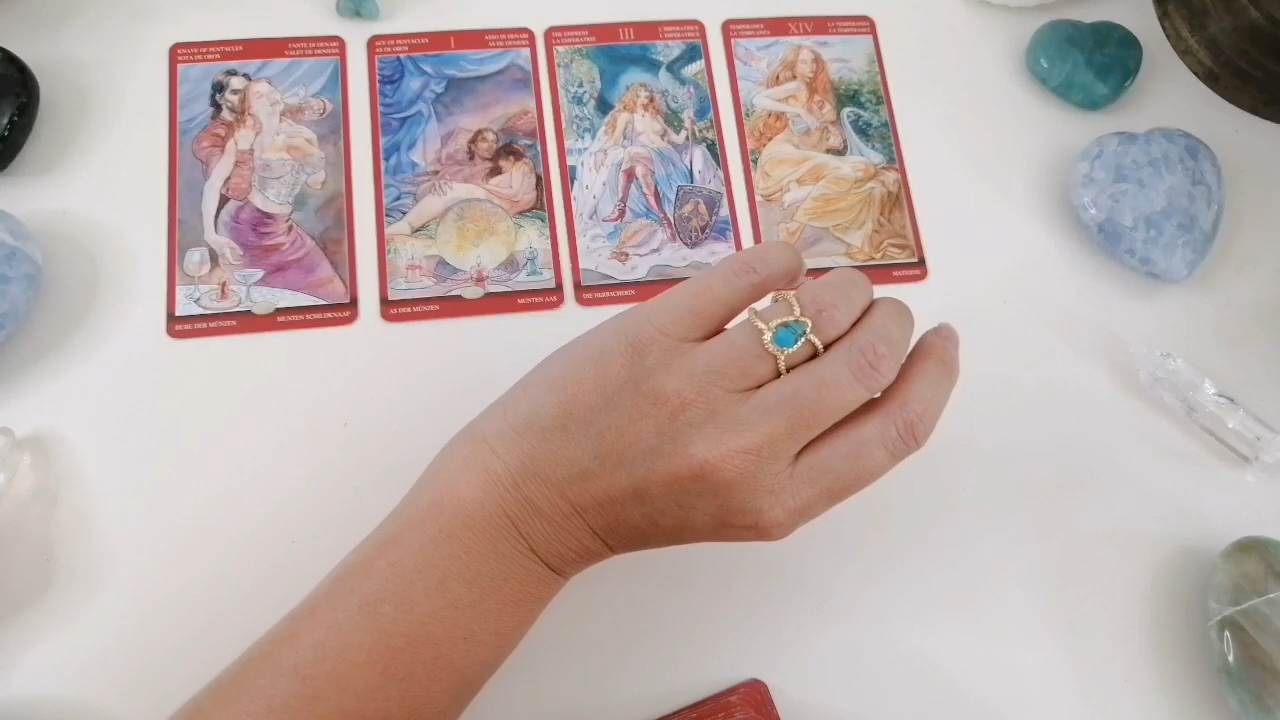 KNAVE OF PENTACLES
SOTA DE OROS
FANTE DI DENARI
VALET DE DENIERS
BUBE DER MÜNZEN
MUNTEN SCHILDKNAAP
ACE OF PENTACLES
AS DE OROS
I
ASSO DI DENARI
AS DE DENIERS
AS DER MÜNZEN
MUNTEN AAS
THE EMPRESS
LA EMPERATRIZ
III
L'IMPERATRICE
L'IMPÉRATRICE
DIE HERRSCHERIN
TEMPERANCE
LA TEMPLANZA
XIV
LA TEMPERANZA
LA TEMPÉRANCE
MATIGING